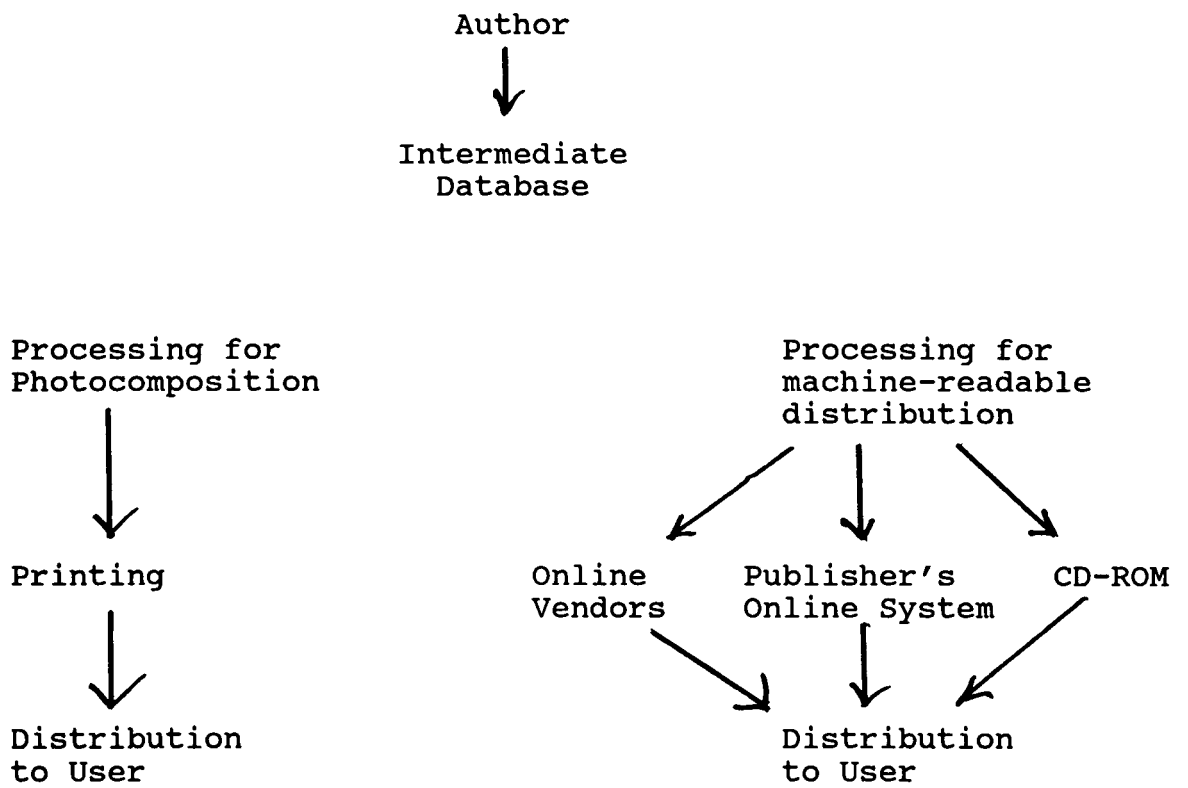 Author
Intermediate
Database
Processing for
Photocomposition
Processing for
machine-readable
distribution
Printing
Online
Vendors
Publisher's
Online System
CD-ROM
Distribution
to User
Distribution
to User